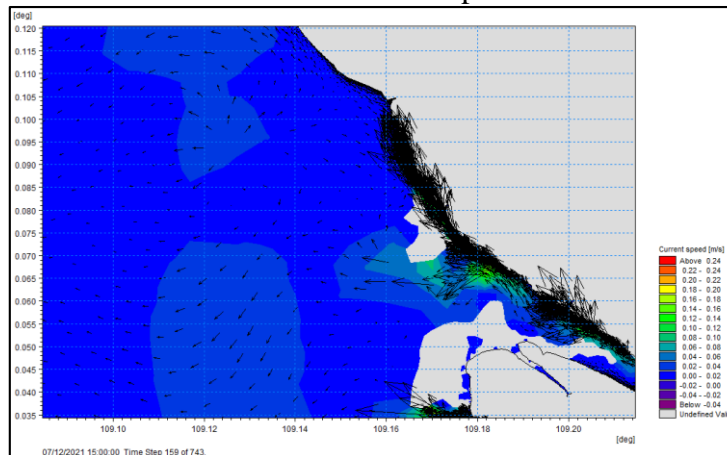 [deg]
0.120
0.115
0.110
0.105
0.100
0.095
0.090
0.085
0.080
0.075
0.070
0.065
0.060
0.055
0.050
0.045
0.040
0.035
109.10
109.12
109.14
109.16
109.18
109.20
[deg]
07/12/2021 15:00:00 Time Step 159 of 743.
Current speed [m/s]
Above 0.24
0.22 - 0.24
0.20 - 0.22
0.18 - 0.20
0.16 - 0.18
0.14 - 0.16
0.12 - 0.14
0.10 - 0.12
0.08 - 0.10
0.06 - 0.08
0.04 - 0.06
0.02 - 0.04
0.00 - 0.02
-0.02 - 0.00
-0.04 - -0.02
Below -0.04
Undefined Val